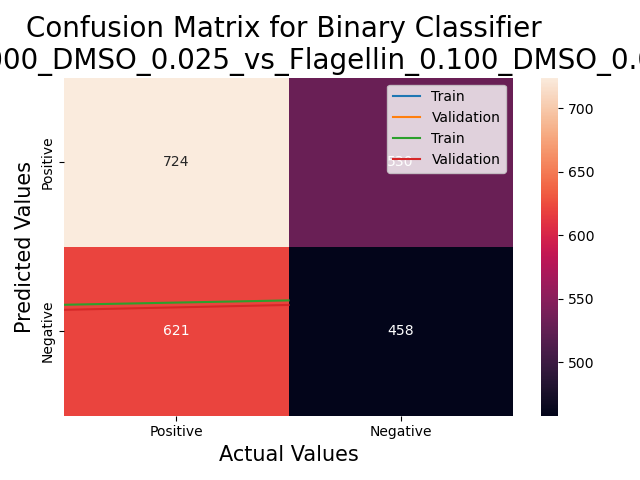 Confusion Matrix for Binary Classifier
000_DMSO_0.025_vs_Flagellin_0.100_DMSO_0.0
Train
Validation
Train
Validation
Predicted Values
Positive
Negative
724
621
458
Positive
Negative
Actual Values
700
650
600
550
500